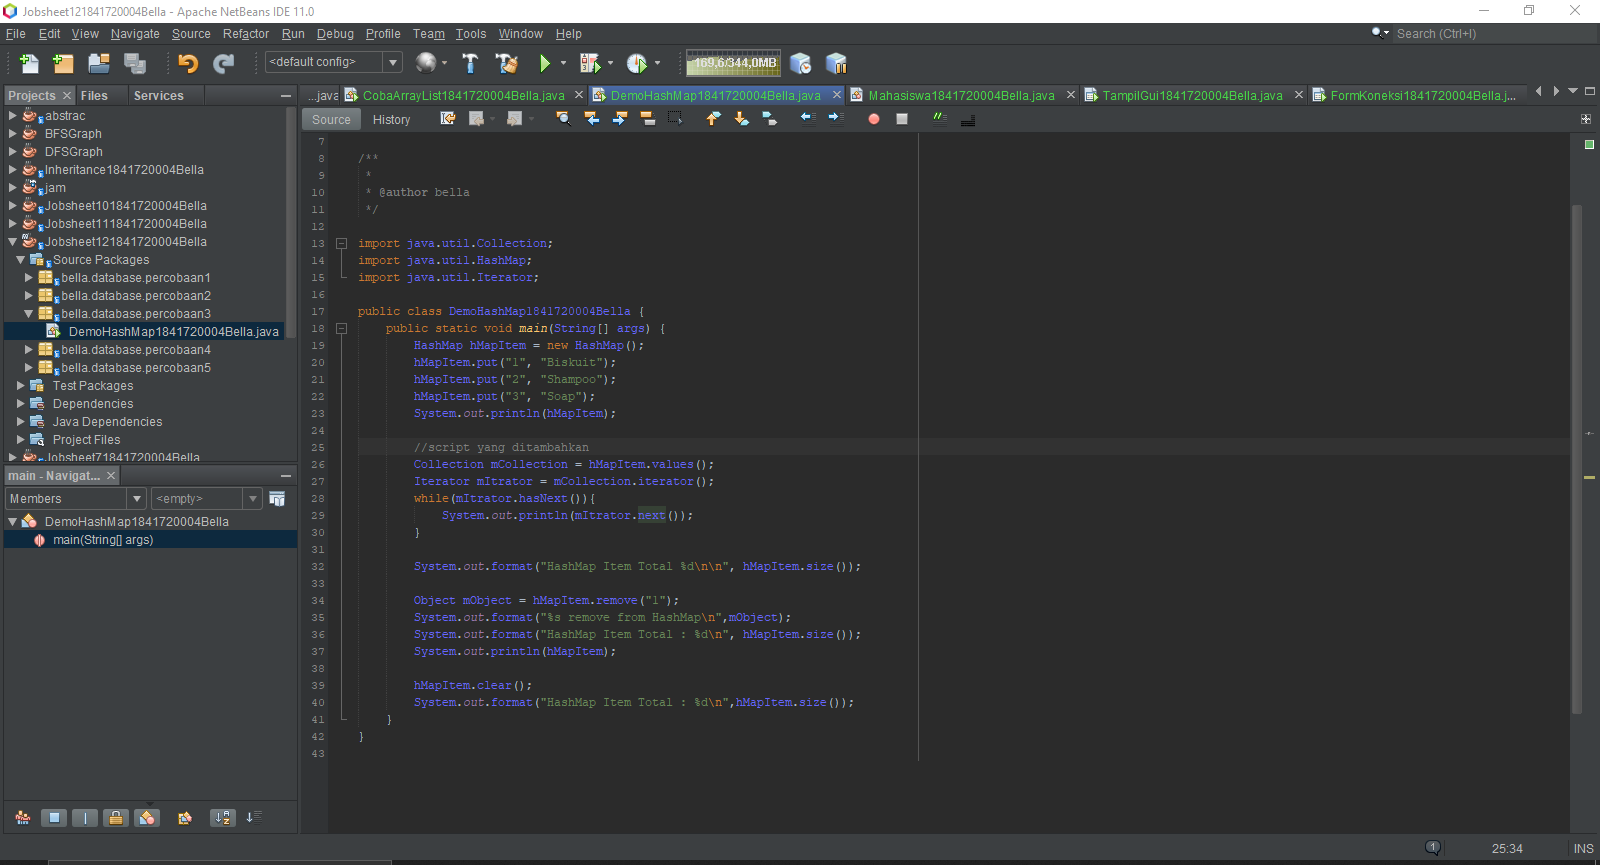 Jobsheet121841720004Bella - Apache NetBeans IDE 11.0
File Edit View Navigate Source Refactor Run Debug Profile Team Tools Window Help
Search (Ctrl+I)
<default config>
169,6/344,0MB
Projects Files Services
...java CobaArrayList1841720004Bella.java DemoHashMap1841720004Bella.java Mahasiswa1841720004Bella.java TampilGui1841720004Bella.java FormKoneksi1841720004Bella.j...
Source History
abstrac
BFSGraph
DFSGraph
Inheritance1841720004Bella
jam
Jobsheet101841720004Bella
Jobsheet111841720004Bella
Jobsheet121841720004Bella
Source Packages
bella.database.percobaan1
bella.database.percobaan2
bella.database.percobaan3
DemoHashMap1841720004Bella.java
bella.database.percobaan4
bella.database.percobaan5
Test Packages
Dependencies
Java Dependencies
Project Files
Jobsheet71841720004Bella
main - Navigat...
Members
<empty>
DemoHashMap1841720004Bella
main(String[] args)
7
8 /**
9 *
10 * @author bella
11 */
12
13 import java.util.Collection;
14 import java.util.HashMap;
15 import java.util.Iterator;
16
17 public class DemoHashMap1841720004Bella {
18 public static void main(String[] args) {
19 HashMap hMapItem = new HashMap();
20 hMapItem.put("1", "Biskuit");
21 hMapItem.put("2", "Shampoo");
22 hMapItem.put("3", "Soap");
23 System.out.println(hMapItem);
24
25 //script yang ditambahkan
26 Collection mCollection = hMapItem.values();
27 Iterator mItrator = mCollection.iterator();
28 while(mItrator.hasNext()){
29 System.out.println(mItrator.next());
30 }
31
32 System.out.format("HashMap Item Total %d\n\n", hMapItem.size());
33
34 Object mObject = hMapItem.remove("1");
35 System.out.format("%s remove from HashMap\n",mObject);
36 System.out.format("HashMap Item Total : %d\n", hMapItem.size());
37 System.out.println(hMapItem);
38
39 hMapItem.clear();
40 System.out.format("HashMap Item Total : %d\n",hMapItem.size());
41 }
42 }
43
1
25:34
INS